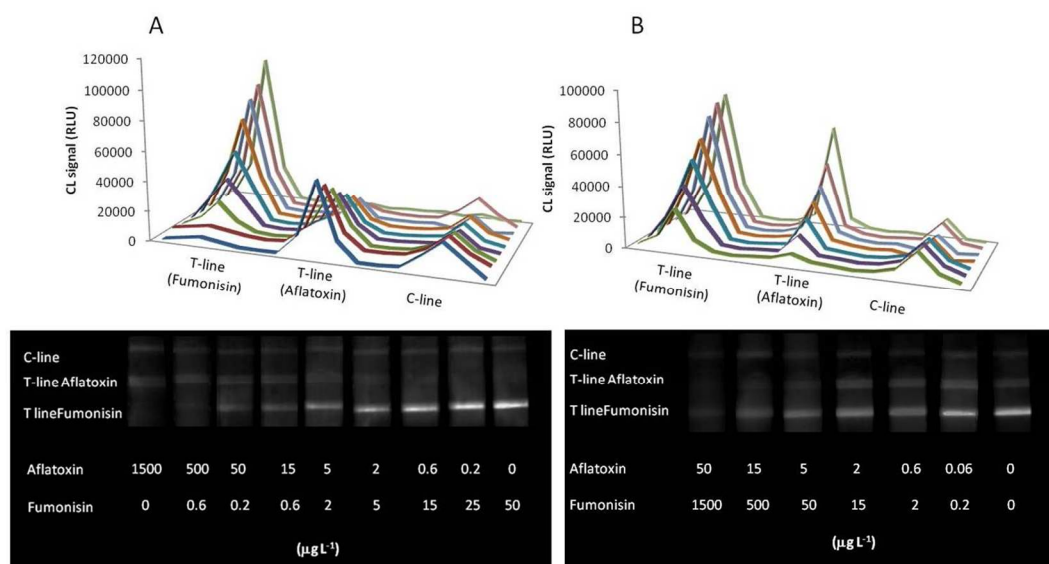 A
CL signal (RLU)
120000
100000
80000
60000
40000
20000
0
T-line
(Fumonisin)
T-line
(Aflatoxin)
C-line
B
CL signal (RLU)
100000
80000
60000
40000
20000
0
T-line
(Fumonisin)
T-line
(Aflatoxin)
C-line
C-line
T-line Aflatoxin
T lineFumonisin
Aflatoxin 1500 500 50 15 5 2 0.6 0.2 0
Fumonisin 0 0.6 0.2 0.6 2 5 15 25 50
(µg L-1)
C-line
T-line Aflatoxin
T lineFumonisin
Aflatoxin 50 15 5 2 0.6 0.06 0
Fumonisin 1500 500 50 15 2 0.2 0
(µg L-1)